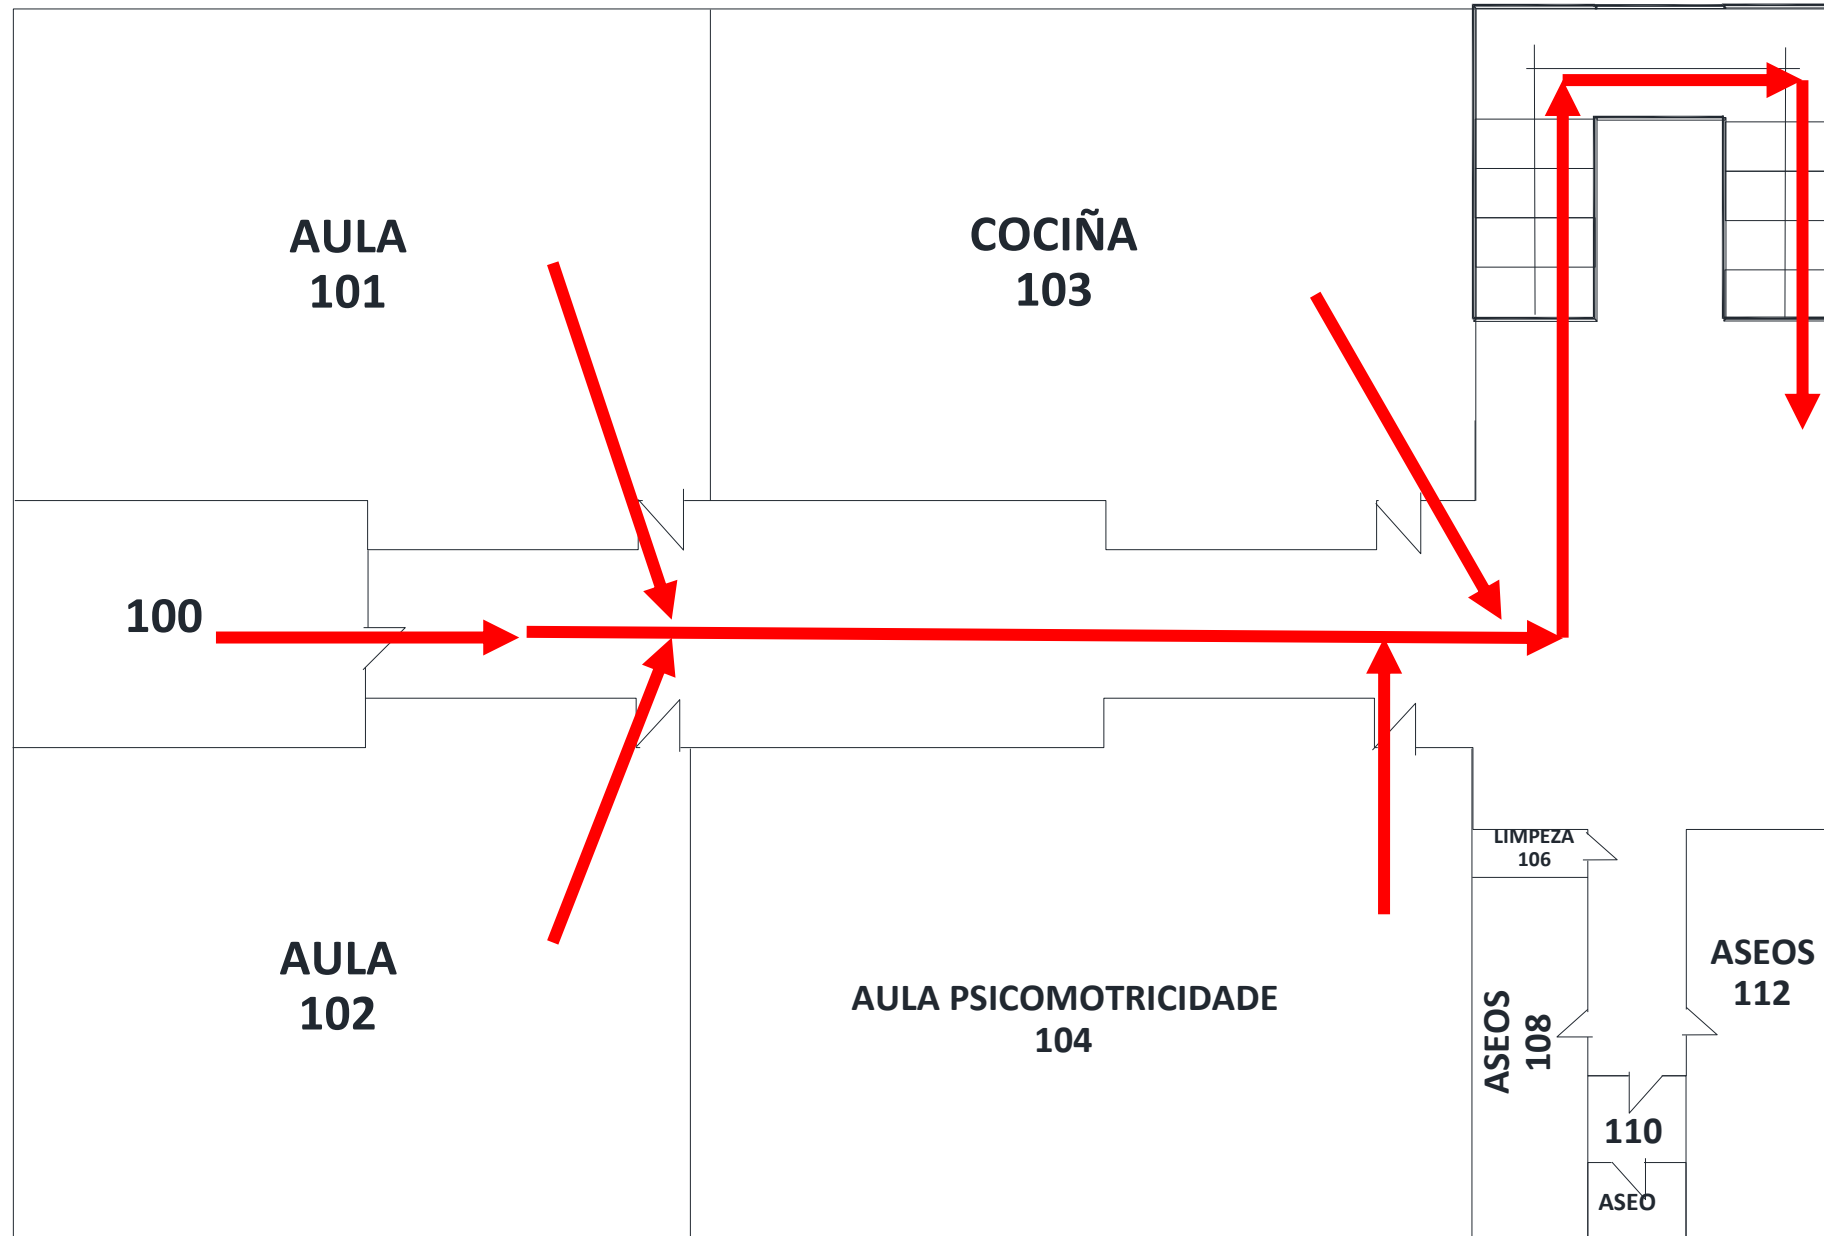 AULA
101
COCIÑA
103
100
AULA
102
AULA PSICOMOTRICIDADE
104
LIMPEZA
106
ASEOS
108
ASEOS
112
110
ASEO